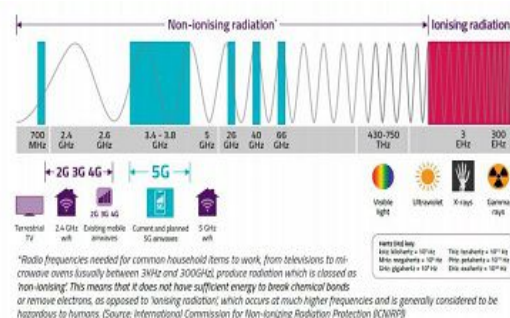 Non-ionising radiation*
Ionising radiation
700 MHz
2.4 GHz
2.6 GHz
3.4 - 3.8 GHz
5 GHz
26 GHz
40 GHz
66 GHz
430-750 THz
3 EHz
300 EHz
2G 3G 4G
5G
2G 3G 4G
Terrestrial TV
2.4 GHz wifi
Existing mobile airwaves
Current and planned 5G airwaves
5 GHz wifi
Visible light
Ultraviolet
X-rays
Gamma rays
Hertz (Hz) key:
*Radio frequencies needed for common household items to work, from televisions to mi-
crowave ovens (usually between 3KHz and 300GHz), produce radiation which is classed as
'non-ionising'. This means that it does not have sufficient energy to break chemical bonds
or remove electrons, as opposed to 'ionising radiation', which occurs at much higher frequencies and is generally considered to be
hazardous to humans. (Source: International Commission for Non-Ionizing Radiation Protection (ICNIRP))